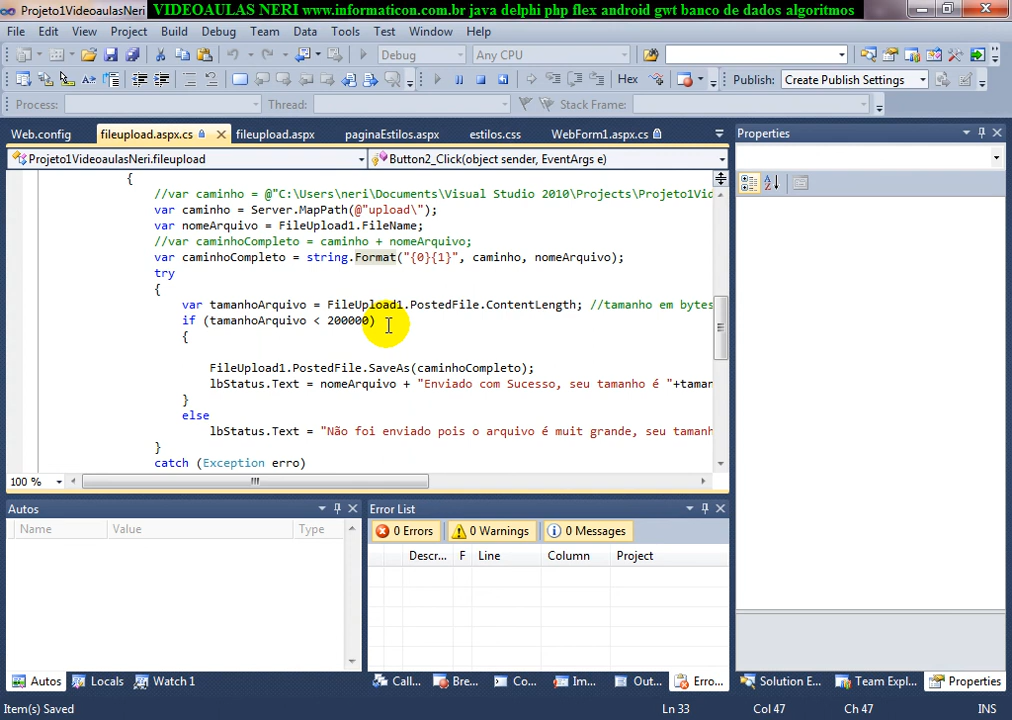 Projeto1VideoaulasNeri
VIDEOAULAS NERI www.informaticon.com.br java delphi php flex android gwt banco de dados algoritmos
File Edit View Project Build Debug Team Data Tools Test Window Help
Debug Any CPU
Hex Publish: Create Publish Settings
Process: Thread: Stack Frame:
Web.config fileupload.aspx.cs fileupload.aspx paginaEstilos.aspx estilos.css WebForm1.aspx.cs Properties
Projeto1VideoaulasNeri.fileupload Button2_Click(object sender, EventArgs e)
{
//var caminho = @"C:\Users\neri\Documents\Visual Studio 2010\Projects\Projeto1Vid
var caminho = Server.MapPath(@"upload\");
var nomeArquivo = FileUpload1.FileName;
//var caminhoCompleto = caminho + nomeArquivo;
var caminhoCompleto = string.Format("{0}{1}", caminho, nomeArquivo);
try
{
var tamanhoArquivo = FileUpload1.PostedFile.ContentLength; //tamanho em bytes
if (tamanhoArquivo < 200000)
{
FileUpload1.PostedFile.SaveAs(caminhoCompleto);
lbStatus.Text = nomeArquivo + "Enviado com Sucesso, seu tamanho é "+taman
}
else
lbStatus.Text = "Não foi enviado pois o arquivo é muit grande, seu tamanh
}
catch (Exception erro)
100 %
Autos Error List
Name Value Type
0 Errors 0 Warnings 0 Messages
Descr... F Line Column Project
Autos Locals Watch 1 Call... Bre... Co... Im... Out... Erro... Solution E... Team Expl... Properties
Item(s) Saved Ln 33 Col 47 Ch 47 INS